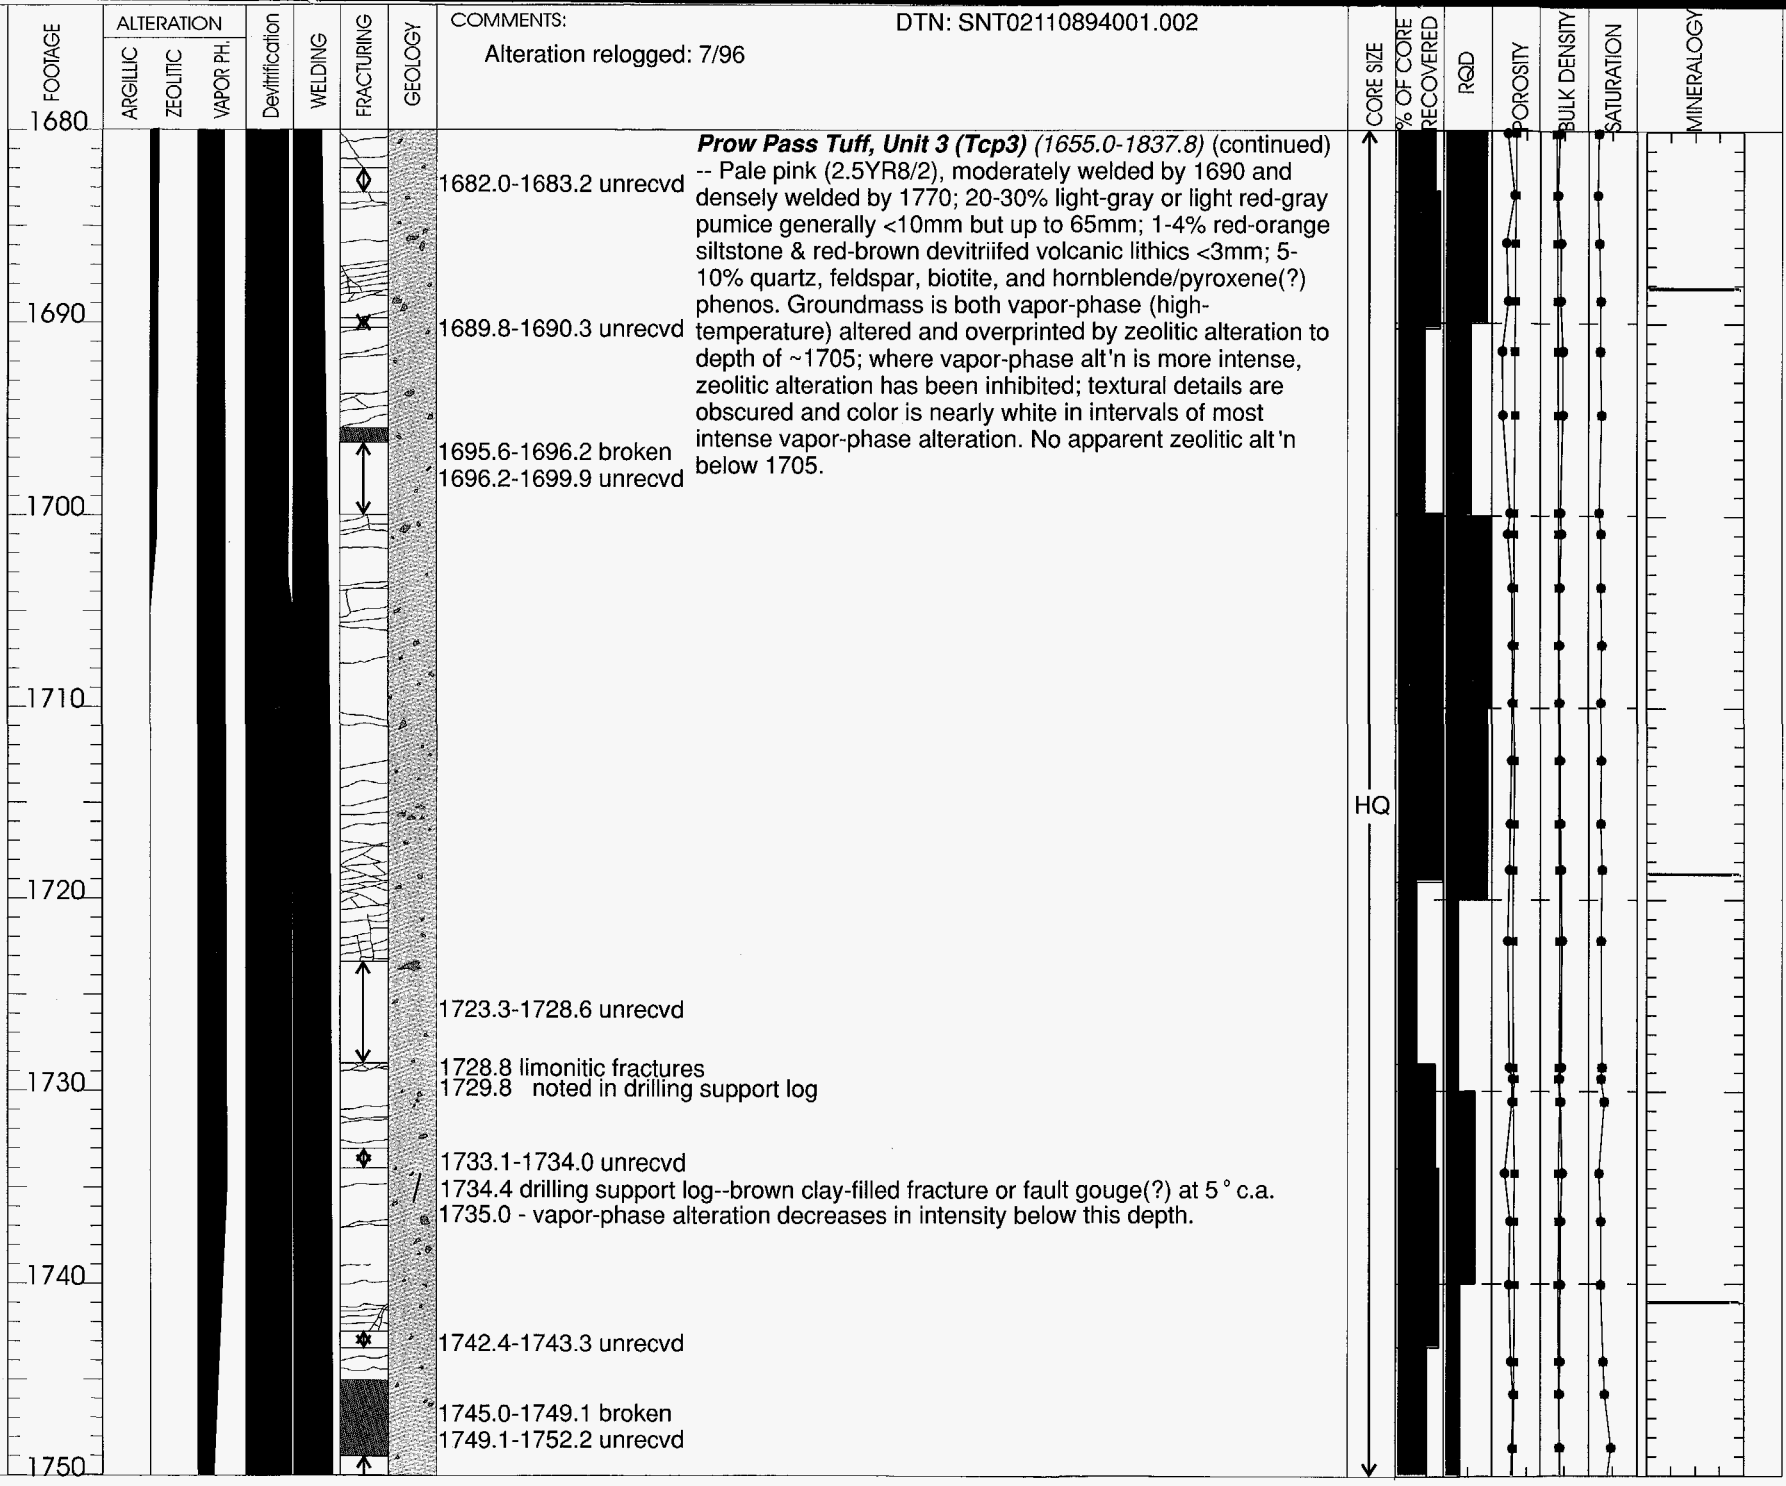 FOOTAGE
ALTERATION
ARGILLIC
ZEOLITIC
VAPOR PH.
Devitrification
WELDING
FRACTURING
GEOLOGY
COMMENTS:
DTN: SNT02110894001.002
Alteration relogged: 7/96
CORE SIZE
% OF CORE
RECOVERED
RQD
POROSITY
BULK DENSITY
SATURATION
MINERALOGY
1680
1690
1700
1710
1720
1730
1740
1750
Prow Pass Tuff, Unit 3 (Tcp3) (1655.0-1837.8) (continued)
-- Pale pink (2.5YR8/2), moderately welded by 1690 and
densely welded by 1770; 20-30% light-gray or light red-gray
pumice generally <10mm but up to 65mm; 1-4% red-orange
siltstone & red-brown devitriifed volcanic lithics <3mm; 5-
10% quartz, feldspar, biotite, and hornblende/pyroxene(?)
phenos. Groundmass is both vapor-phase (high-
temperature) altered and overprinted by zeolitic alteration to
depth of ~1705; where vapor-phase alt'n is more intense,
zeolitic alteration has been inhibited; textural details are
obscured and color is nearly white in intervals of most
intense vapor-phase alteration. No apparent zeolitic alt'n
below 1705.
1682.0-1683.2 unrecvd
1689.8-1690.3 unrecvd
1695.6-1696.2 broken
1696.2-1699.9 unrecvd
HQ
1723.3-1728.6 unrecvd
1728.8 limonitic fractures
1729.8 noted in drilling support log
1733.1-1734.0 unrecvd
1734.4 drilling support log--brown clay-filled fracture or fault gouge(?) at 5° c.a.
1735.0 - vapor-phase alteration decreases in intensity below this depth.
1742.4-1743.3 unrecvd
1745.0-1749.1 broken
1749.1-1752.2 unrecvd